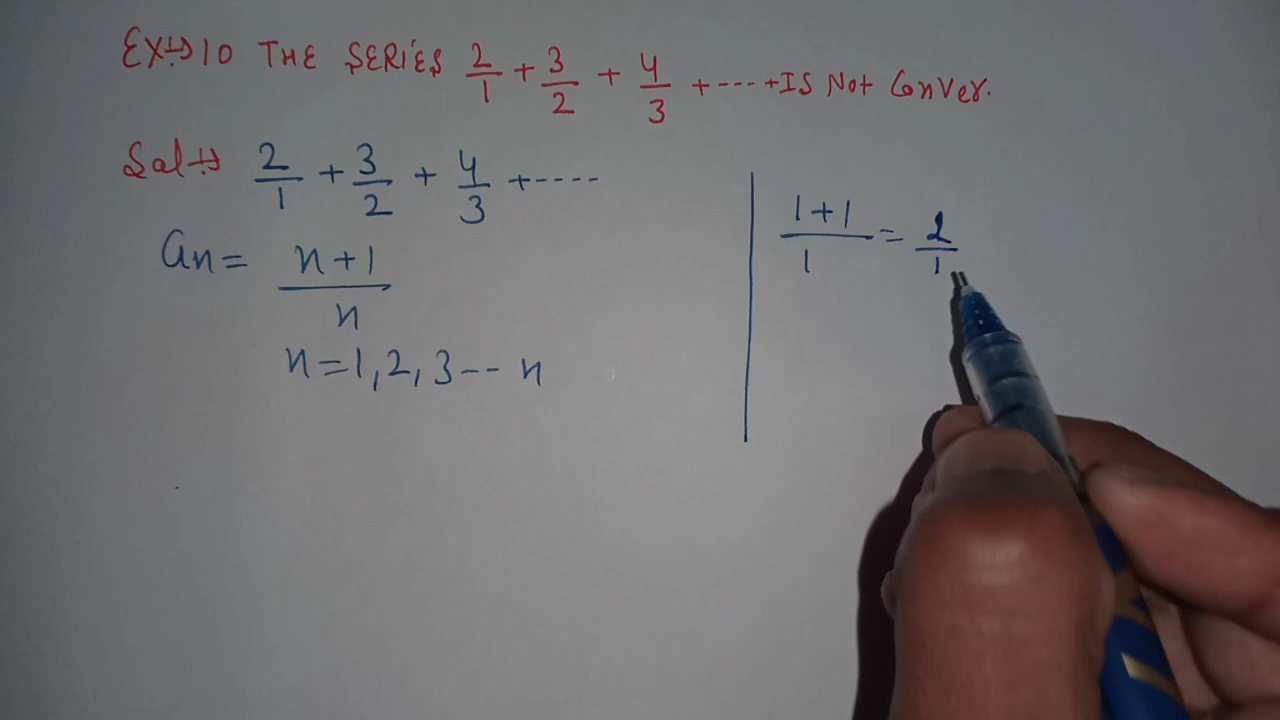 EX→10 THE SERIES 2/1 + 3/2 + 4/3 + ---- + IS Not Conver.
Sol→ 2/1 + 3/2 + 4/3 + ----
an = n+1/n
n=1,2,3-- n
1+1/1 = 2/1